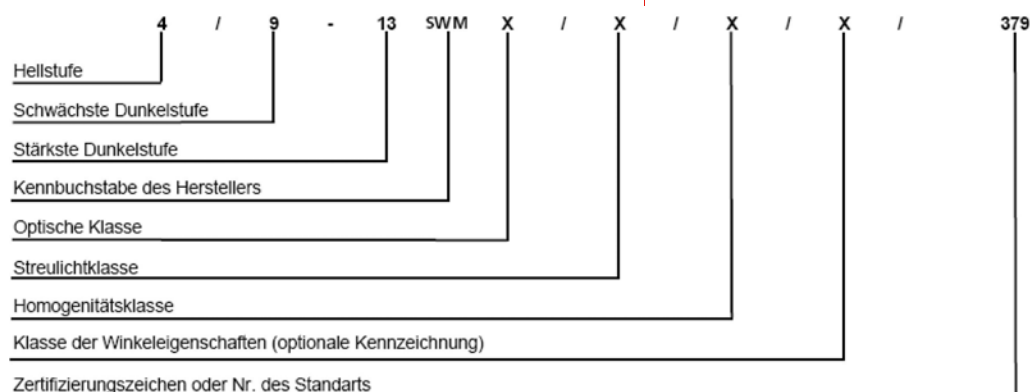 4 / 9 - 13 SWM X / X / X / X / 379
Hellstufe
Schwächste Dunkelstufe
Stärkste Dunkelstufe
Kennbuchstabe des Herstellers
Optische Klasse
Streulichtklasse
Homogenitätsklasse
Klasse der Winkeleigenschaften (optionale Kennzeichnung)
Zertifizierungszeichen oder Nr. des Standarts